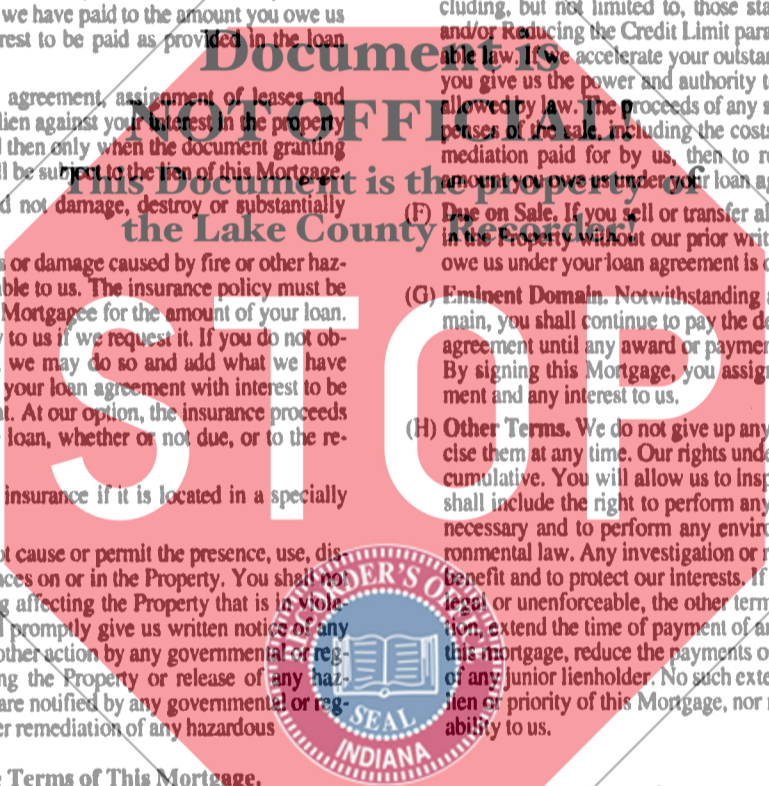 we have paid to the amount you owe us
rest to be paid as provided in the loan
agreement, assignment of leases and
lien against your interest in the property
then only when the document granting
ll be subject to the lien of this Mortgage.
d not damage, destroy or substantially
s or damage caused by fire or other haz-
ble to us. The insurance policy must be
Mortgagee for the amount of your loan.
to us if we request it. If you do not ob-
we may do so and add what we have
your loan agreement with interest to be
t. At our option, the insurance proceeds
loan, whether or not due, or to the re-
insurance if it is located in a specially
t cause or permit the presence, use, dis-
nces on or in the Property. You shall not
g affecting the Property that is in viola-
promptly give us written notice of any
other action by any governmental or reg-
ng the Property or release of any haz-
are notified by any governmental or reg-
er remediation of any hazardous
Terms of This Mortgage.
cluding, but not limited to, those sta
and/or Reducing the Credit Limit para
able law. If we accelerate your outstan
you give us the power and authority t
allowed by law. The proceeds of any s
penses of the sale, including the costs
mediation paid for by us, then to r
amount you owe us under your loan ag
(F) Due on Sale. If you sell or transfer al
in the Property without our prior writ
owe us under your loan agreement is d
(G) Eminent Domain. Notwithstanding
main, you shall continue to pay the de
agreement until any award or paymen
By signing this Mortgage, you assign
ment and any interest to us.
(H) Other Terms. We do not give up any
cise them at any time. Our rights unde
cumulative. You will allow us to insp
shall include the right to perform any
necessary and to perform any enviro
ronmental law. Any investigation or r
benefit and to protect our interests. If
legal or unenforceable, the other term
tion, extend the time of payment of an
this mortgage, reduce the payments o
of any junior lienholder. No such exte
lien or priority of this Mortgage, nor
ability to us.
Document is
NOT OFFICIAL!
This Document is the property of
the Lake County Recorder!
STOP
SEAL
INDIANA